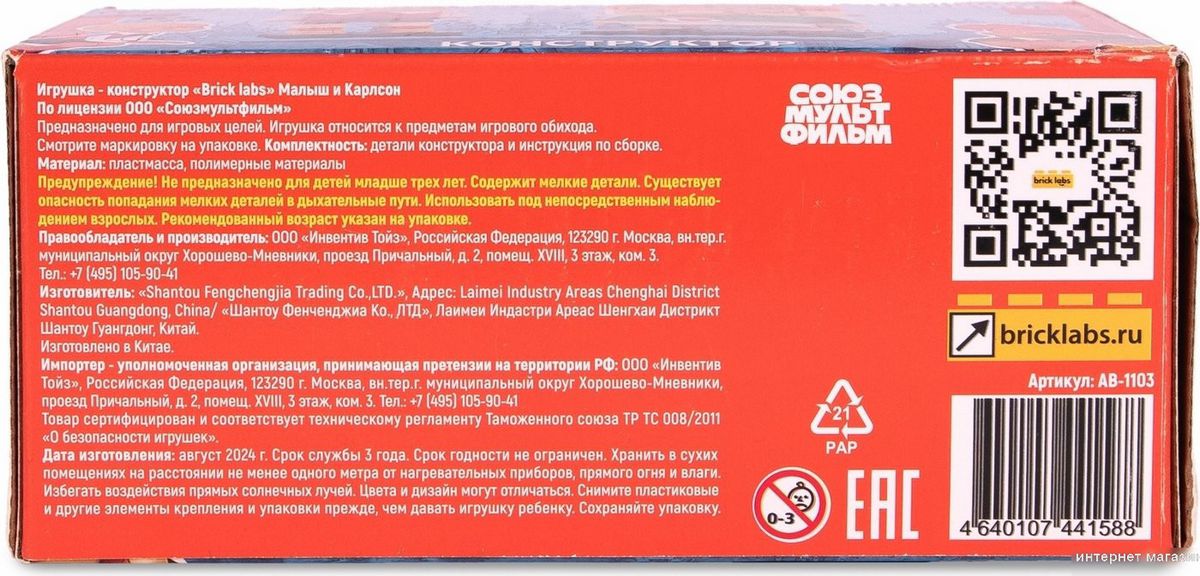 КОНСТРУКТОР
Игрушка - конструктор «Brick labs» Малыш и Карлсон
По лицензии ООО «Союзмультфильм»
Предназначено для игровых целей. Игрушка относится к предметам игрового обихода.
Смотрите маркировку на упаковке. Комплектность: детали конструктора и инструкция по сборке.
Материал: пластмасса, полимерные материалы
Предупреждение! Не предназначено для детей младше трех лет. Содержит мелкие детали. Существует
опасность попадания мелких деталей в дыхательные пути. Использовать под непосредственным наблю-
дением взрослых. Рекомендованный возраст указан на упаковке.
Правообладатель и производитель: ООО «Инвентив Тойз», Российская Федерация, 123290 г. Москва, вн.тер.г.
муниципальный округ Хорошево-Мневники, проезд Причальный, д. 2, помещ. XVIII, 3 этаж, ком. 3.
Тел.: +7 (495) 105-90-41
Изготовитель: «Shantou Fengchengjia Trading Co.,LTD.», Адрес: Laimei Industry Areas Chenghai District
Shantou Guangdong, China/ «Шантоу Фенченджиа Ко., ЛТД», Лаимеи Индастри Ареас Шенгхаи Дистрикт
Шантоу Гуангдонг, Китай.
Изготовлено в Китае.
Импортер - уполномоченная организация, принимающая претензии на территории РФ: ООО «Инвентив
Тойз», Российская Федерация, 123290 г. Москва, вн.тер.г. муниципальный округ Хорошево-Мневники,
проезд Причальный, д. 2, помещ. XVIII, 3 этаж, ком. 3. Тел.: +7 (495) 105-90-41
Товар сертифицирован и соответствует техническому регламенту Таможенного союза ТР ТС 008/2011
«О безопасности игрушек».
Дата изготовления: август 2024 г. Срок службы 3 года. Срок годности не ограничен. Хранить в сухих
помещениях на расстоянии не менее одного метра от нагревательных приборов, прямого огня и влаги.
Избегать воздействия прямых солнечных лучей. Цвета и дизайн могут отличаться. Снимите пластиковые
и другие элементы крепления и упаковки прежде, чем давать игрушку ребенку. Сохраняйте упаковку.
СОЮЗ
МУЛЬТ
ФИЛЬМ
brick labs
bricklabs.ru
Артикул: AB-1103
21
PAP
0-3
EAC
4 640107 441588
интернет магазин